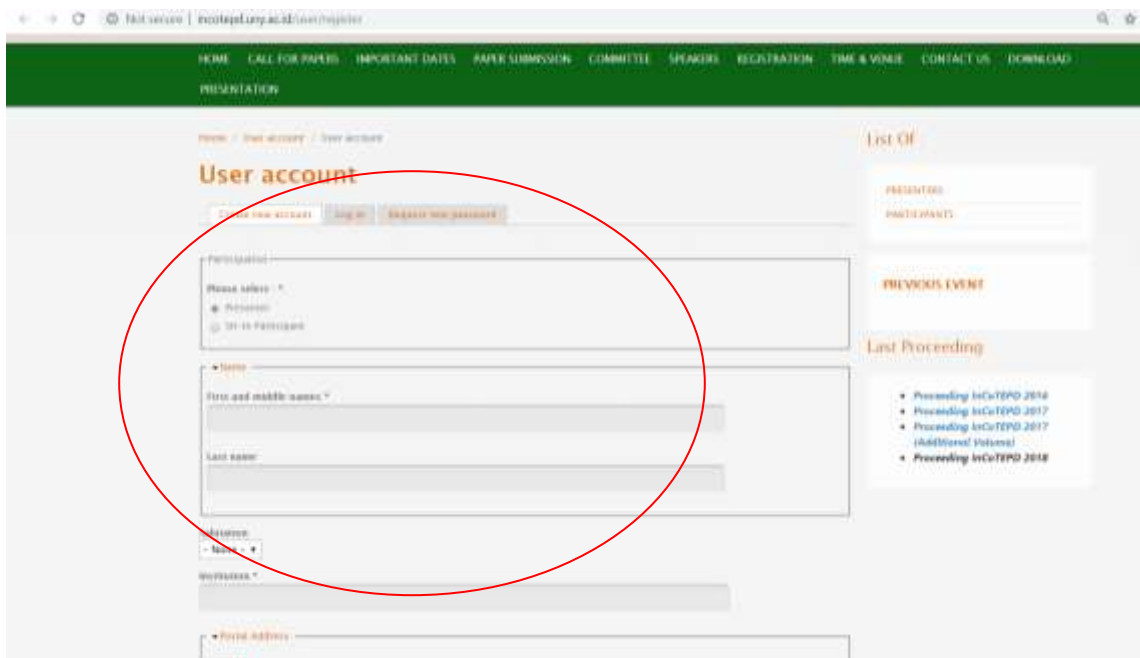 Not secure | incotepd.uny.ac.id/user/register
HOME CALL FOR PAPERS IMPORTANT DATES PAPER SUBMISSION COMMITTEE SPEAKERS REGISTRATION TIME & VENUE CONTACT US DOWNLOAD
PRESENTATION
Home / User account / User account
User account
Create new account Log in Request new password
Participation
Please select *
Presenter
Sit-in Participant
Name
First and middle names *
Last name
Salutation
- None -
Institution *
Postal Address
List Of
PRESENTERS
PARTICIPANTS
PREVIOUS EVENT
Last Proceeding
Proceeding InCoTEPD 2016
Proceeding InCoTEPD 2017
Proceeding InCoTEPD 2017
(Additional Volume)
Proceeding InCoTEPD 2018